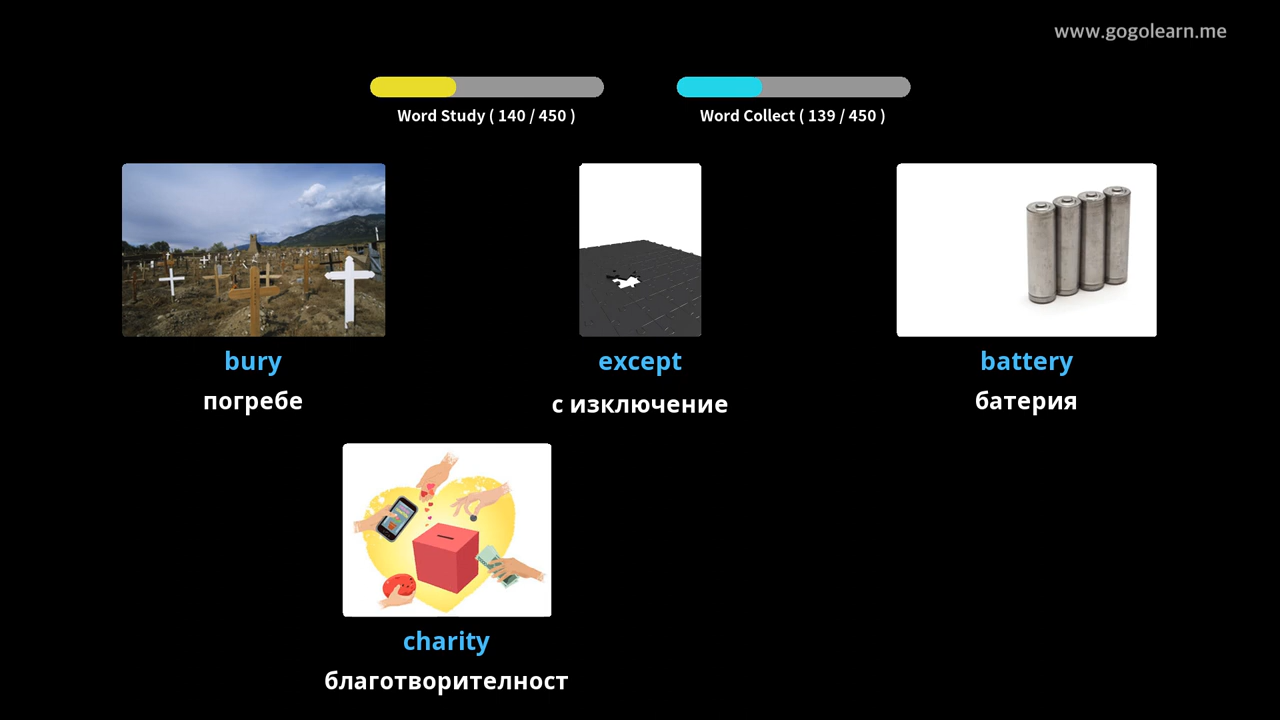 www.gogolearn.me
Word Study ( 140 / 450 )
Word Collect ( 139 / 450 )
bury
погребе
except
с изключение
battery
батерия
charity
благотворителност